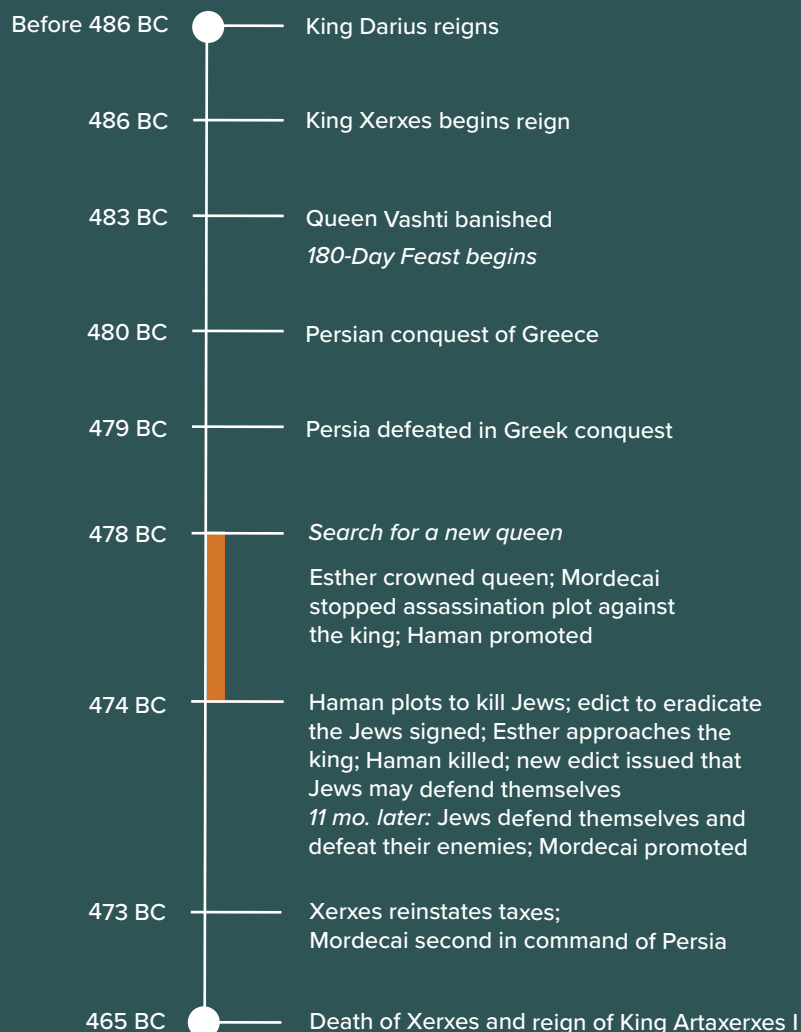 Before 486 BC King Darius reigns
486 BC King Xerxes begins reign
483 BC Queen Vashti banished
180-Day Feast begins
480 BC Persian conquest of Greece
479 BC Persia defeated in Greek conquest
478 BC Search for a new queen
Esther crowned queen; Mordecai
stopped assassination plot against
the king; Haman promoted
474 BC Haman plots to kill Jews; edict to eradicate
the Jews signed; Esther approaches the
king; Haman killed; new edict issued that
Jews may defend themselves
11 mo. later: Jews defend themselves and
defeat their enemies; Mordecai promoted
473 BC Xerxes reinstates taxes;
Mordecai second in command of Persia
465 BC Death of Xerxes and reign of King Artaxerxes I